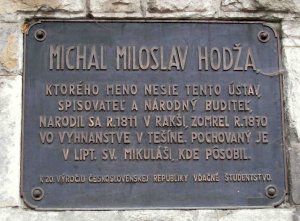 MICHAL MILOSLAV HODŽA,
KTORÉHO MENO NESIE TENTO ÚSTAV,
SPISOVATEĽ A NÁRODNÝ BUDITEĽ,
NARODIL SA R.1811 V RAKŠI, ZOMREL R.1870
VO VYHNANSTVE V TEŠÍNE. POCHOVANÝ JE
V LIPT. SV. MIKULÁŠI, KDE PÔSOBIL.
K 20. VÝROČIU ČESKOSLOVENSKEJ REPUBLIKY VĎAČNÉ ŠTUDENTSTVO.